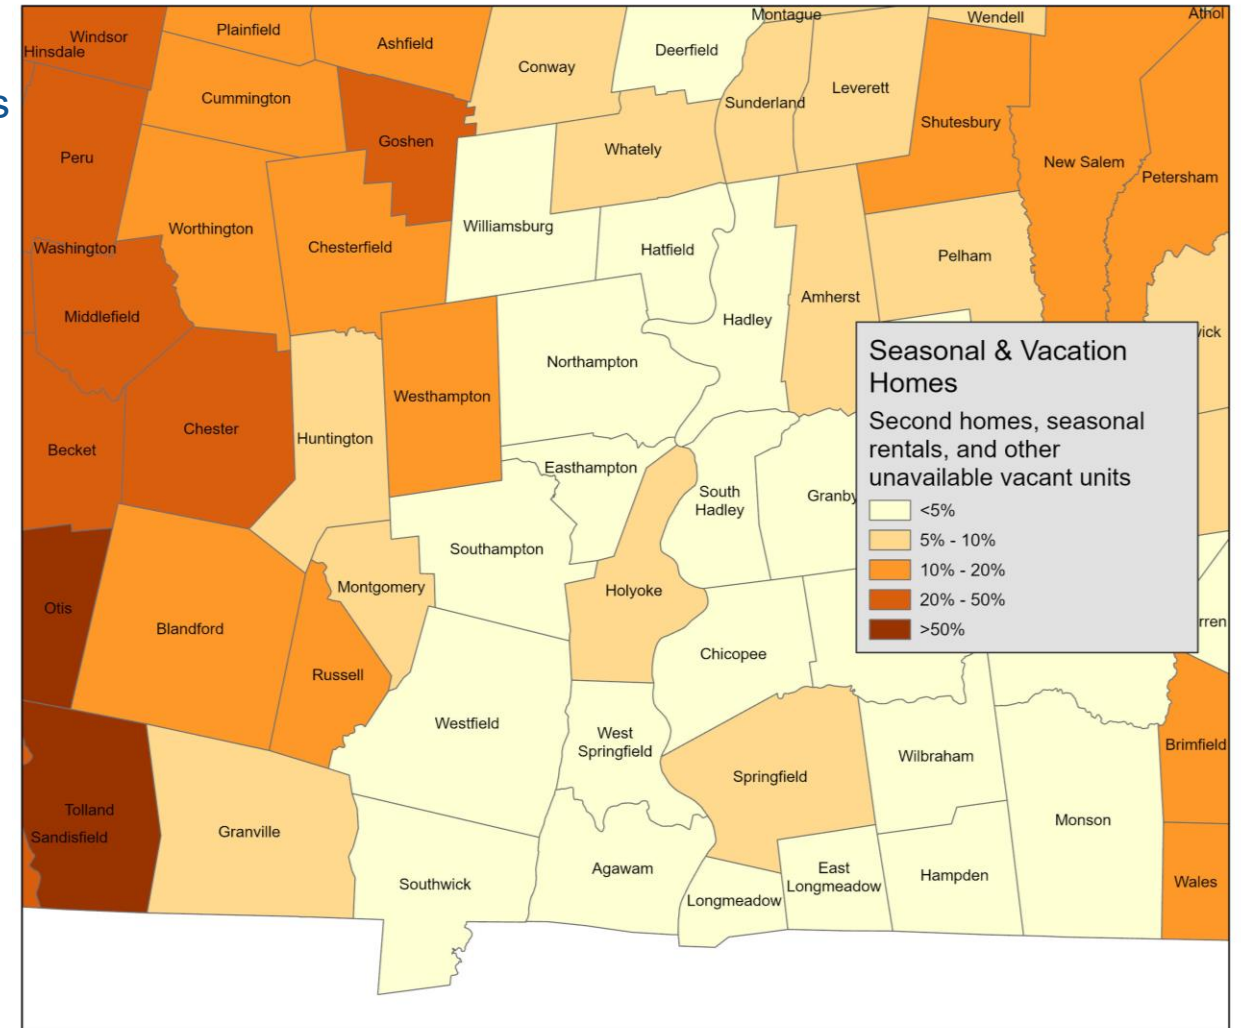 s
Montague
Wendell
Athol
Plainfield
Windsor
Hinsdale
Ashfield
Deerfield
Conway
Leverett
Cummington
Sunderland
Shutesbury
Goshen
Whately
Peru
New Salem
Petersham
Worthington
Williamsburg
Washington
Chesterfield
Hatfield
Pelham
Amherst
Middlefield
Hadley
vick
Northampton
Westhampton
Chester
Huntington
Becket
Easthampton
South
Hadley
Granby
Southampton
Montgomery
Holyoke
Otis
Blandford
rren
Chicopee
Russell
Westfield
West
Springfield
Brimfield
Wilbraham
Springfield
Tolland
Sandisfield
Granville
Monson
Agawam
East
Longmeadow
Hampden
Southwick
Wales
Longmeadow
Seasonal & Vacation
Homes
Second homes, seasonal
rentals, and other
unavailable vacant units
<5%
5% - 10%
10% - 20%
20% - 50%
>50%